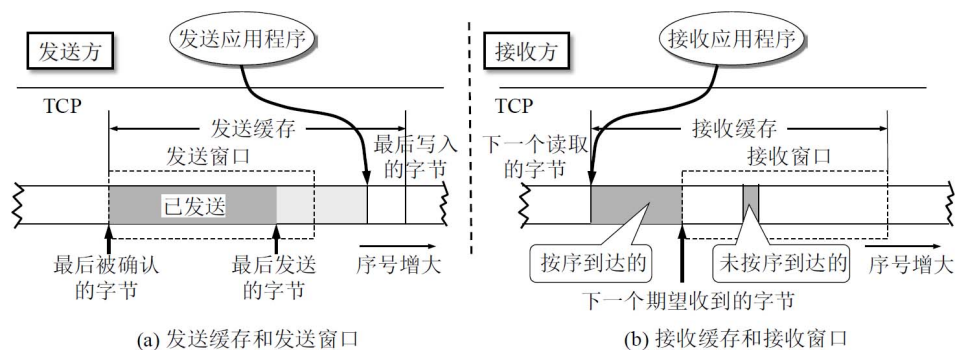 发送方
发送应用程序
TCP
发送缓存
最后写入
的字节
发送窗口
已发送
最后被确认
的字节
最后发送
的字节
序号增大
(a) 发送缓存和发送窗口
接收方
接收应用程序
TCP
接收缓存
下一个读取
的字节
接收窗口
按序到达的
未按序到达的
序号增大
下一个期望收到的字节
(b) 接收缓存和接收窗口